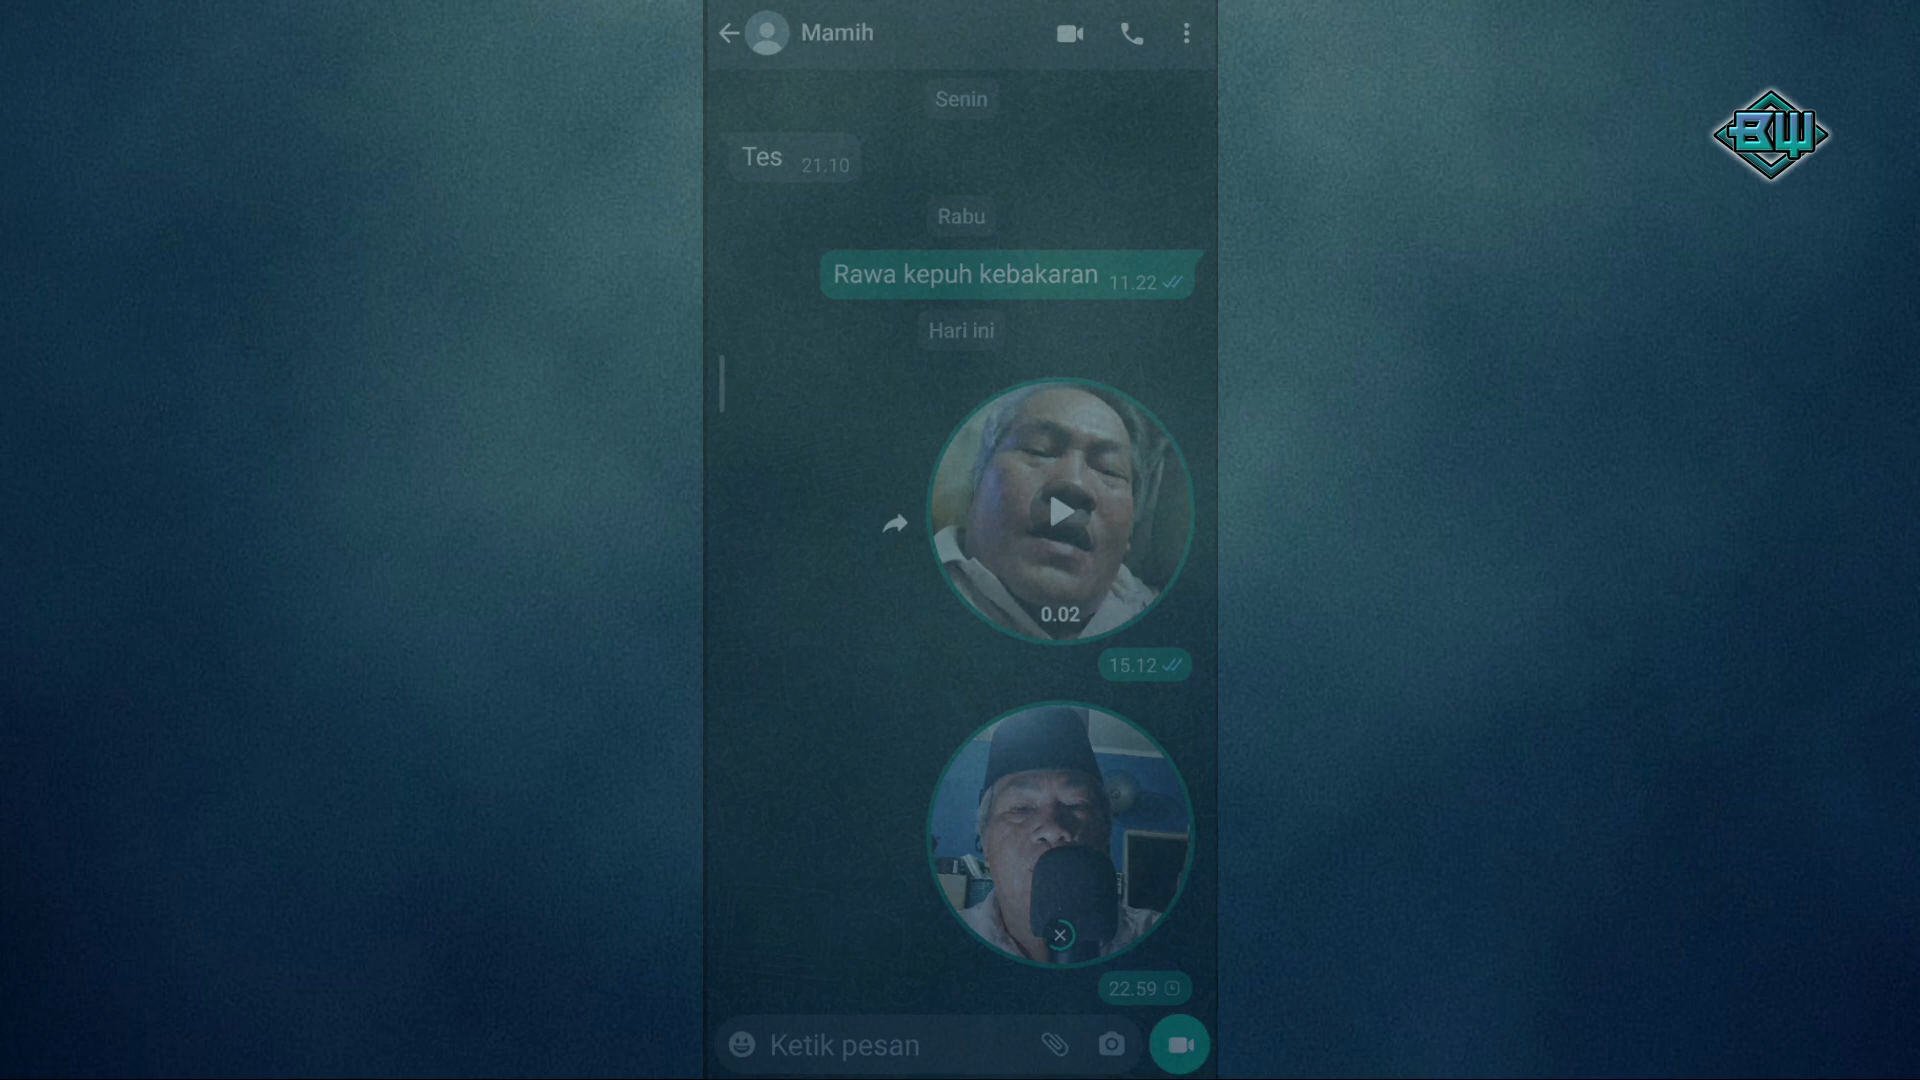 Mamih
Senin
Tes 21.10
Rabu
Rawa kepuh kebakaran 11.22
Hari ini
0.02
15.12
22.59
Ketik pesan
BW